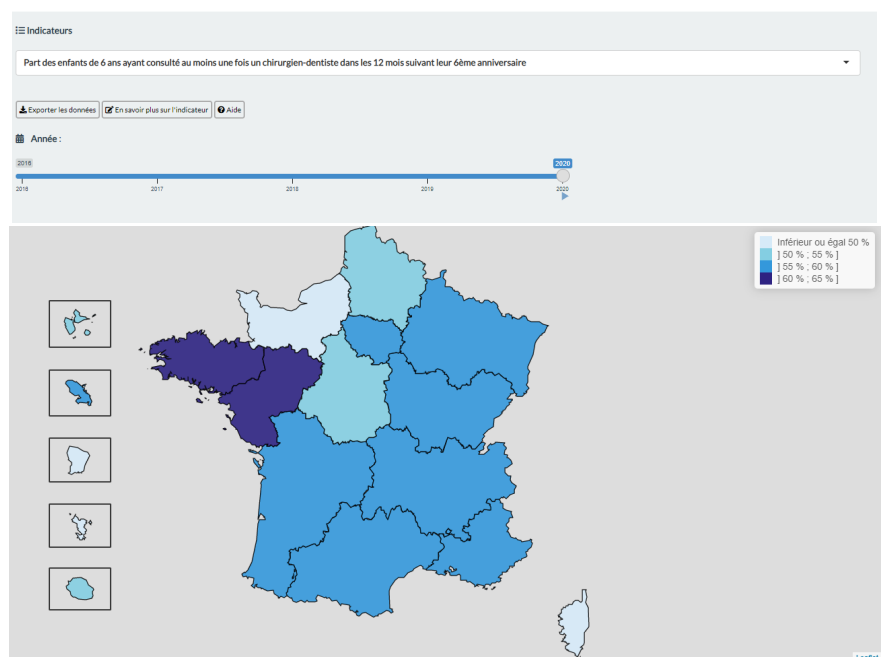 Indicateurs
Part des enfants de 6 ans ayant consulté au moins une fois un chirurgien-dentiste dans les 12 mois suivant leur 6ème anniversaire
Exporter les données En savoir plus sur l'indicateur Aide
Année :
2016 2020
2016 2017 2018 2019 2020
Inférieur ou égal 50 %
] 50 % ; 55 % ]
] 55 % ; 60 % ]
] 60 % ; 65 % ]
Leaflet